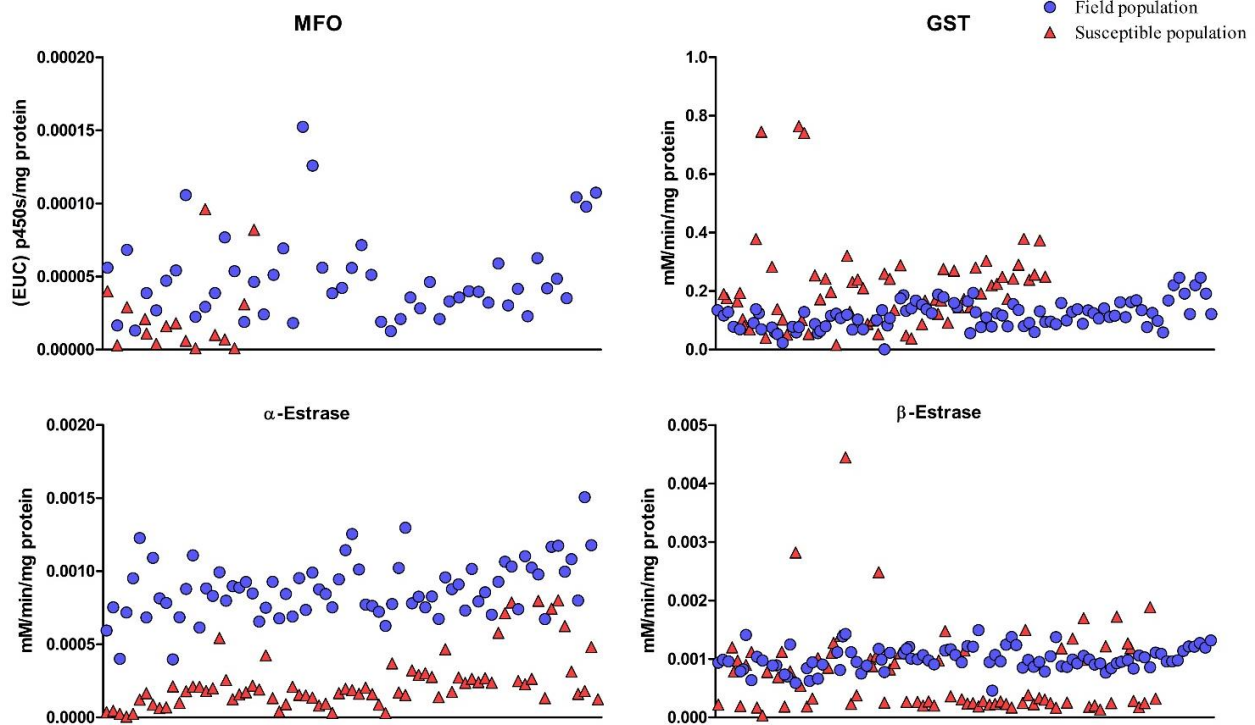 MFO
GST
Field population
Susceptible population
(EUC) p450s/mg protein
0.00020
0.00015
0.00010
0.00005
0.00000
mM/min/mg protein
1.0
0.8
0.6
0.4
0.2
0.0
α-Estrase
β-Estrase
mM/min/mg protein
0.0020
0.0015
0.0010
0.0005
0.0000
mM/min/mg protein
0.005
0.004
0.003
0.002
0.001
0.000